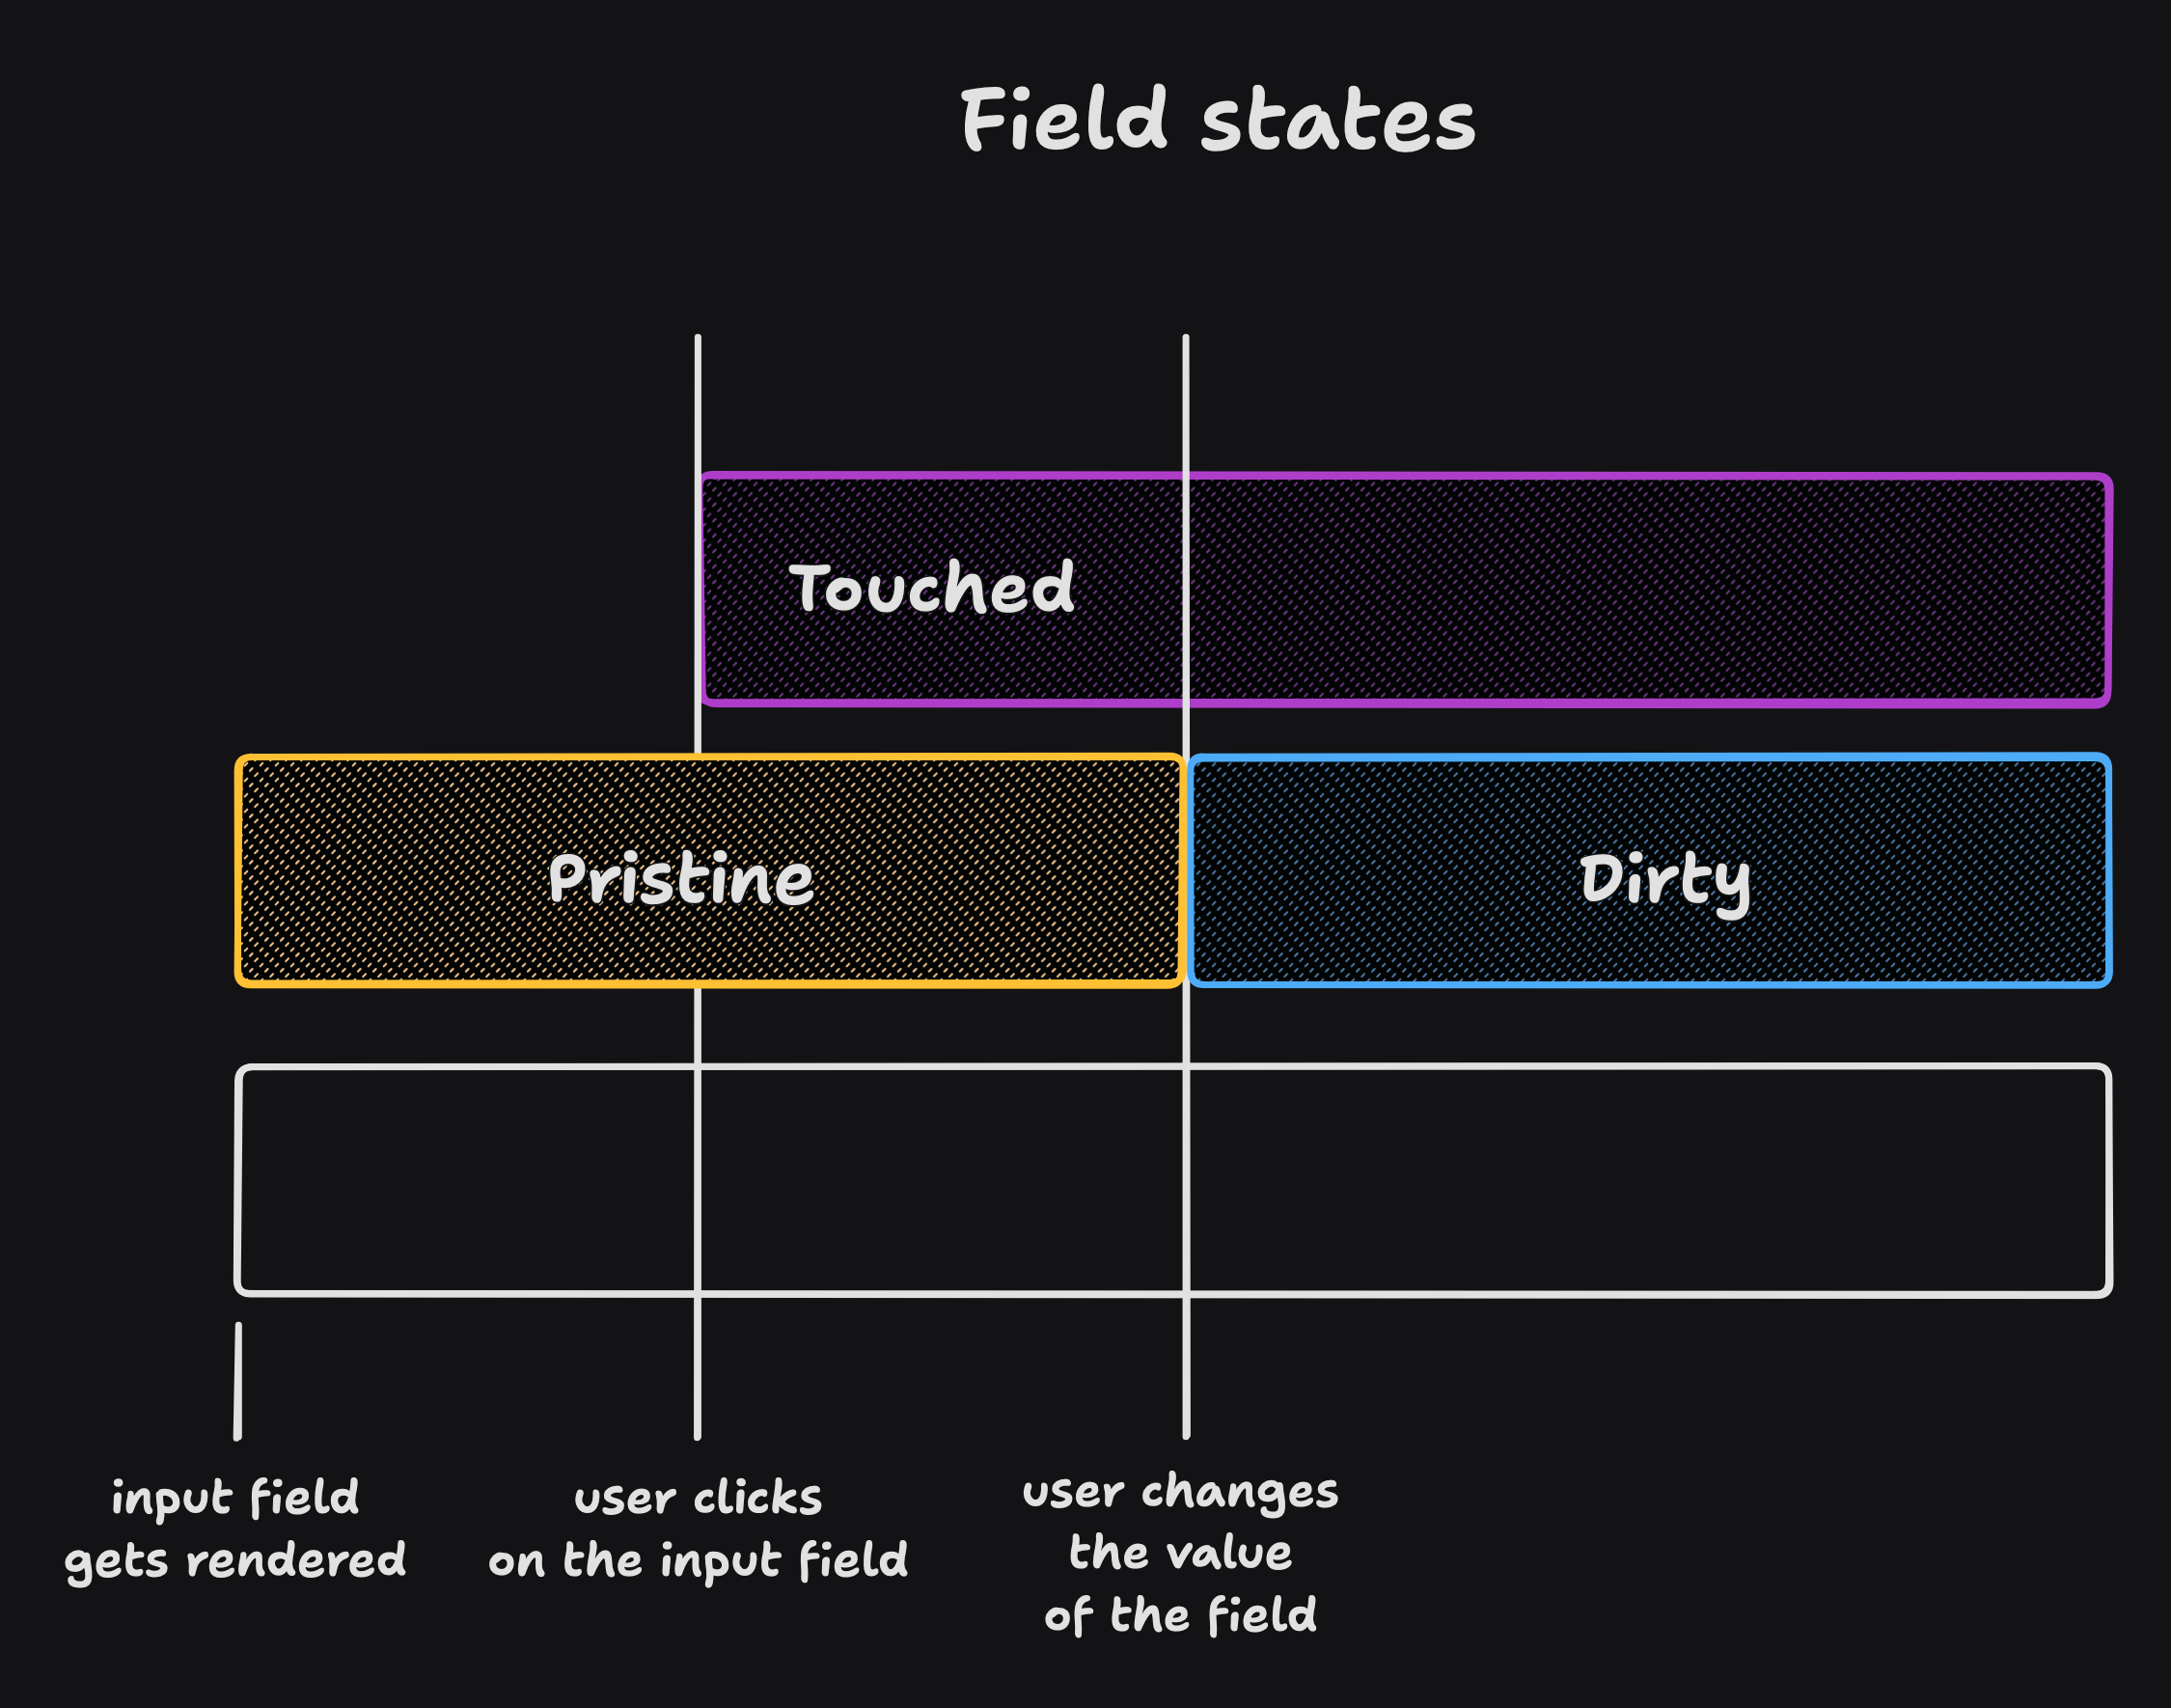 Field states
Touched
Pristine
Dirty
input field
gets rendered
user clicks
on the input field
user changes
the value
of the field